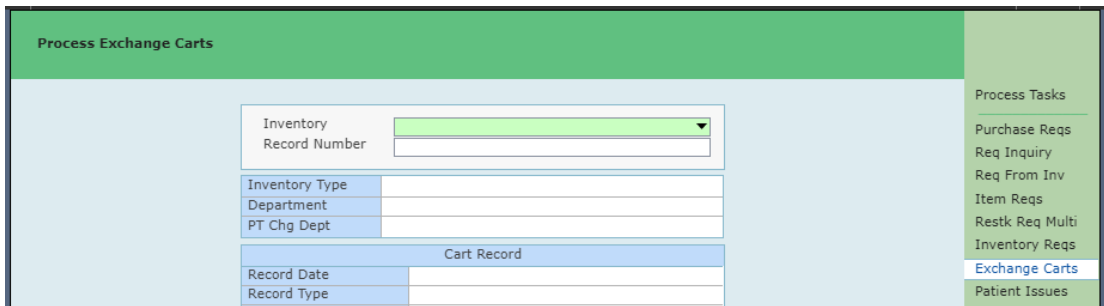 Process Exchange Carts
Inventory
Record Number
Inventory Type
Department
PT Chg Dept
Cart Record
Record Date
Record Type
Process Tasks
Purchase Reqs
Req Inquiry
Req From Inv
Item Reqs
Restk Req Multi
Inventory Reqs
Exchange Carts
Patient Issues